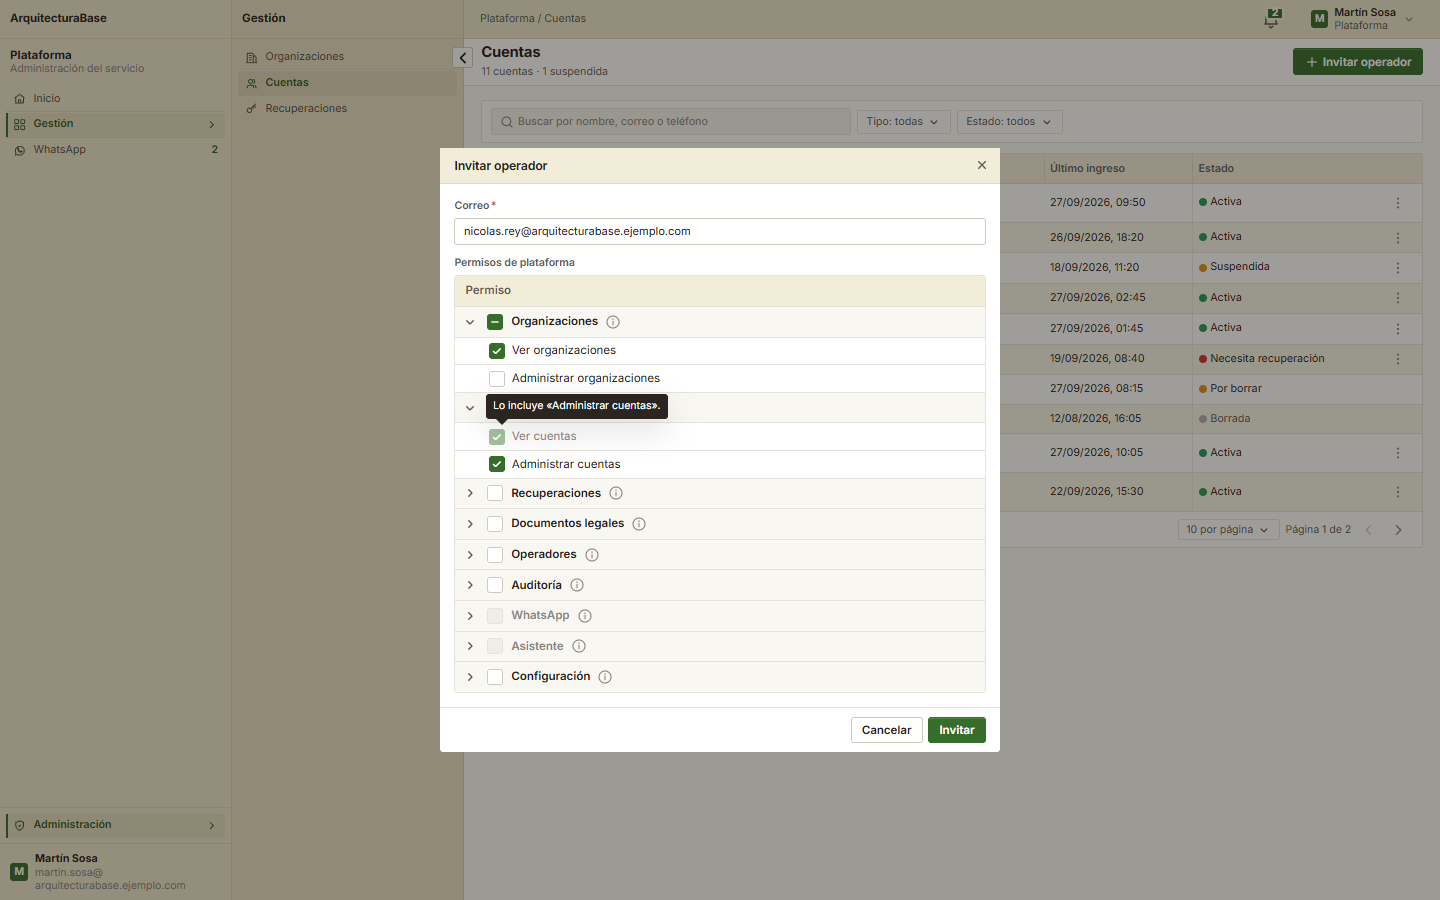 ArquitecturaBase
Plataforma
Administración del servicio
Inicio
Gestión
WhatsApp 2
Administración
M
Martín Sosa
martin.sosa@
arquitecturabase.ejemplo.com
Gestión
Organizaciones
Cuentas
Recuperaciones
Plataforma / Cuentas
2
M
Martín Sosa
Plataforma
Cuentas
11 cuentas · 1 suspendida
Invitar operador
Buscar por nombre, correo o teléfono
Tipo: todas
Estado: todos
Último ingreso Estado
27/09/2026, 09:50 Activa
26/09/2026, 18:20 Activa
18/09/2026, 11:20 Suspendida
27/09/2026, 02:45 Activa
27/09/2026, 01:45 Activa
19/09/2026, 08:40 Necesita recuperación
27/09/2026, 08:15 Por borrar
12/08/2026, 16:05 Borrada
27/09/2026, 10:05 Activa
22/09/2026, 15:30 Activa
10 por página
Página 1 de 2
Invitar operador
Correo *
nicolas.rey@arquitecturabase.ejemplo.com
Permisos de plataforma
Permiso
Organizaciones
Ver organizaciones
Administrar organizaciones
Lo incluye «Administrar cuentas».
Ver cuentas
Administrar cuentas
Recuperaciones
Documentos legales
Operadores
Auditoría
WhatsApp
Asistente
Configuración
Cancelar
Invitar